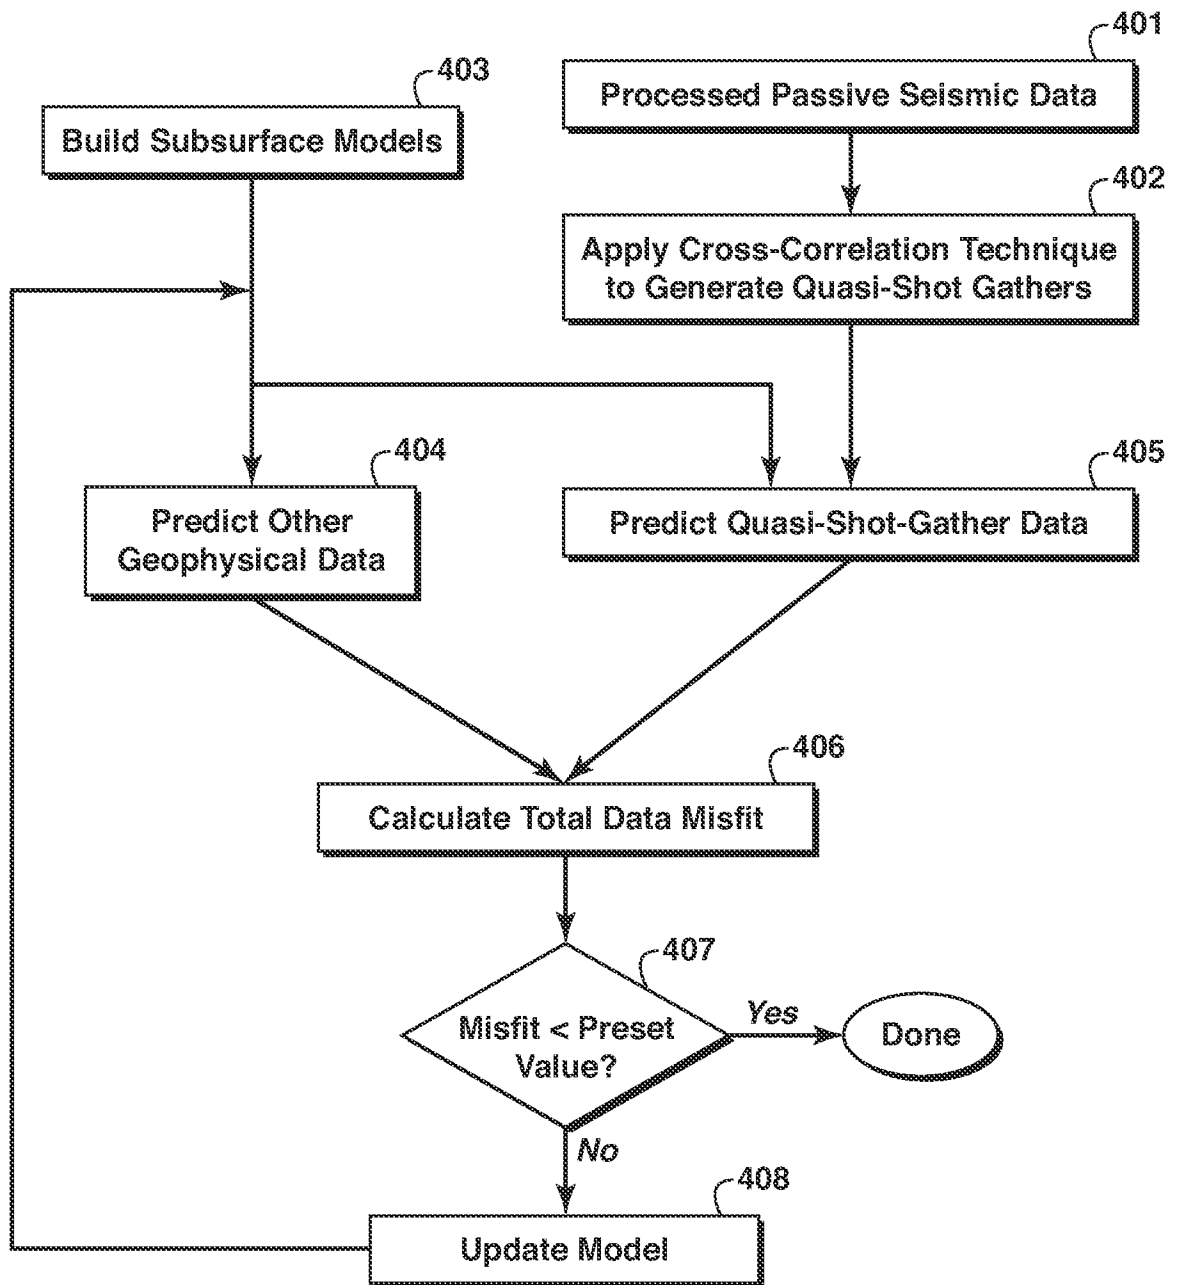 401
Processed Passive Seismic Data
403
Build Subsurface Models
402
Apply Cross-Correlation Technique
to Generate Quasi-Shot Gathers
404
Predict Other
Geophysical Data
405
Predict Quasi-Shot-Gather Data
406
Calculate Total Data Misfit
407
Misfit < Preset
Value?
Yes
Done
No
408
Update Model